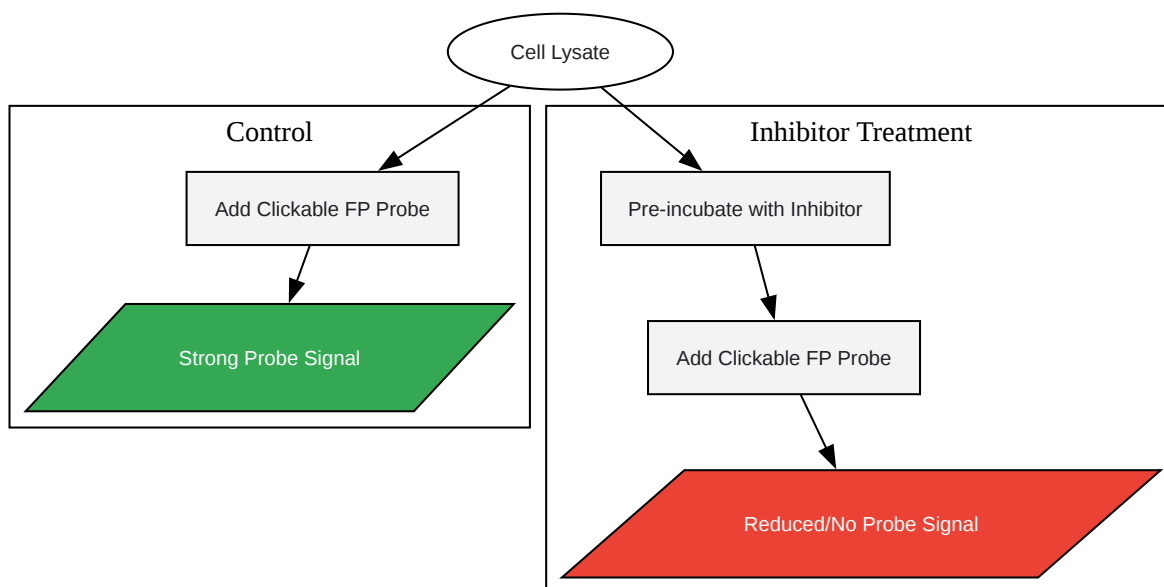 Cell Lysate
Control
Add Clickable FP Probe
Strong Probe Signal
Inhibitor Treatment
Pre-incubate with Inhibitor
Add Clickable FP Probe
Reduced/No Probe Signal